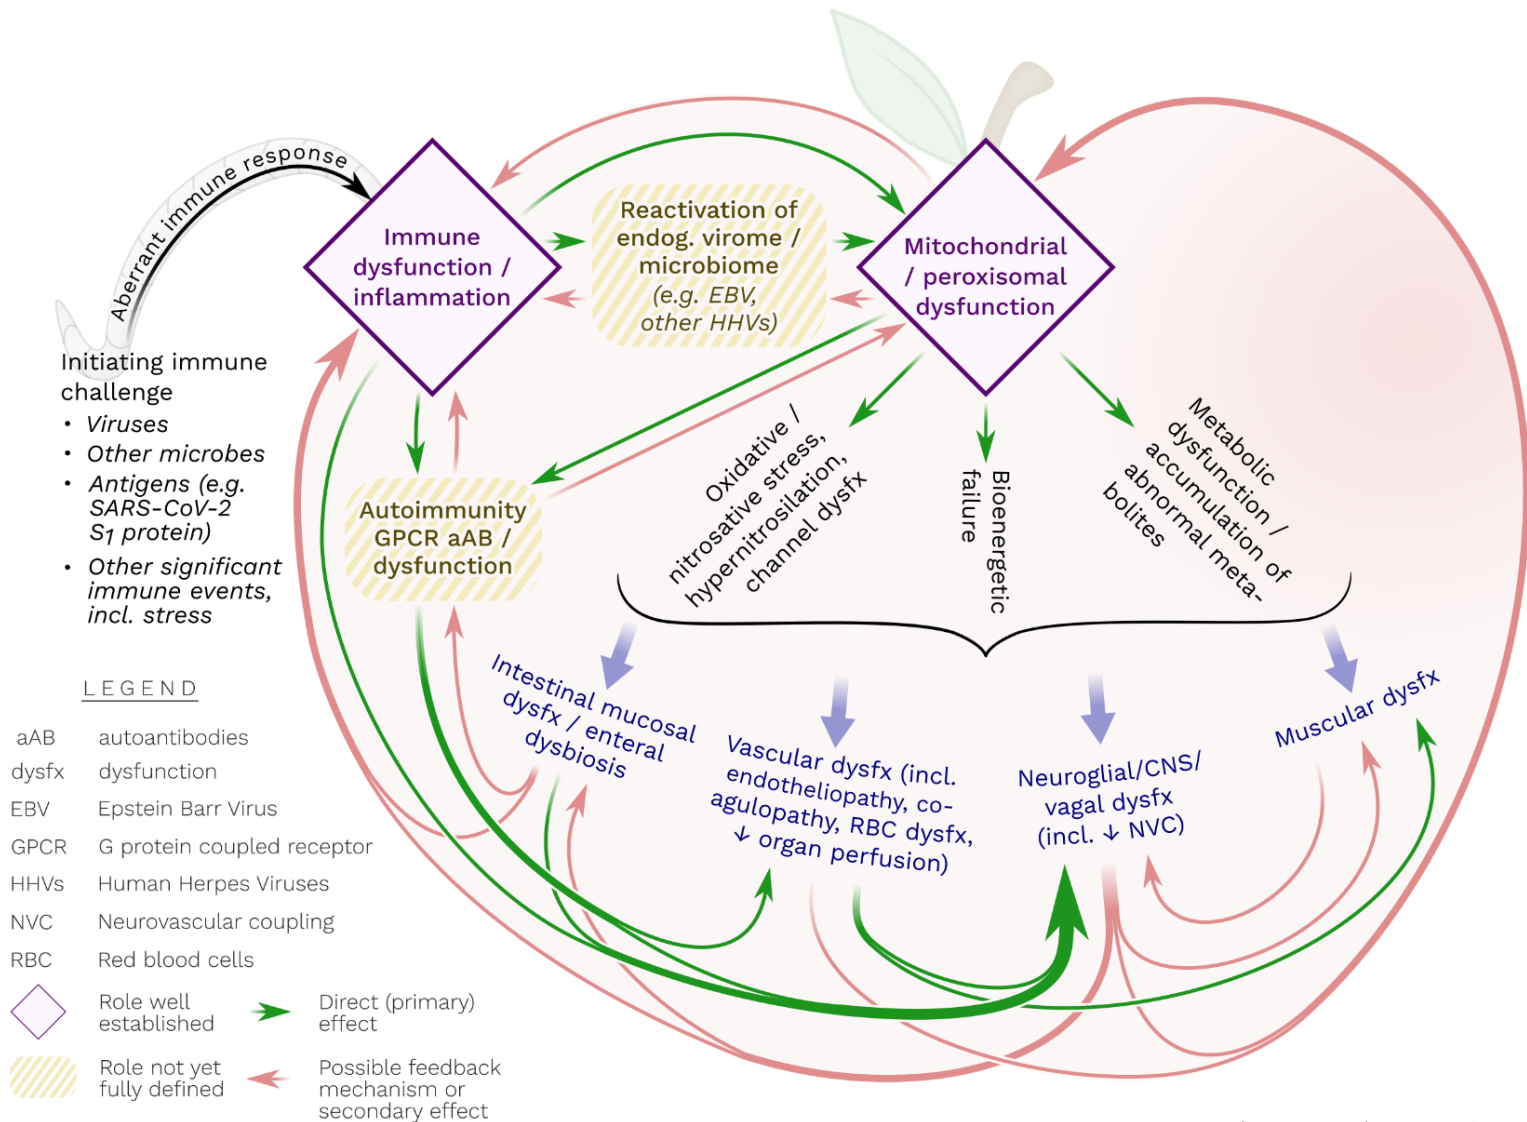 Aberrant immune response
Immune
dysfunction /
inflammation
Reactivation of
endog. virome /
microbiome
(e.g. EBV,
other HHVs)
Mitochondrial
/ peroxisomal
dysfunction
Initiating immune
challenge
• Viruses
• Other microbes
• Antigens (e.g.
SARS-CoV-2
S1 protein)
• Other significant
immune events,
incl. stress
Autoimmunity
GPCR aAB /
dysfunction
Oxidative /
nitrosative stress,
hypernitrosilation,
channel dysfx
Bioenergetic
failure
Metabolic
dysfunction /
accumulation of
abnormal meta-
bolites
Intestinal mucosal
dysfx / enteral
dysbiosis
Vascular dysfx (incl.
endotheliopathy, co-
agulopathy, RBC dysfx,
↓ organ perfusion)
Neuroglial/CNS/
vagal dysfx
(incl. ↓ NVC)
Muscular dysfx
LEGEND
aAB autoantibodies
dysfx dysfunction
EBV Epstein Barr Virus
GPCR G protein coupled receptor
HHVs Human Herpes Viruses
NVC Neurovascular coupling
RBC Red blood cells
Role well
established
Direct (primary)
effect
Role not yet
fully defined
Possible feedback
mechanism or
secondary effect